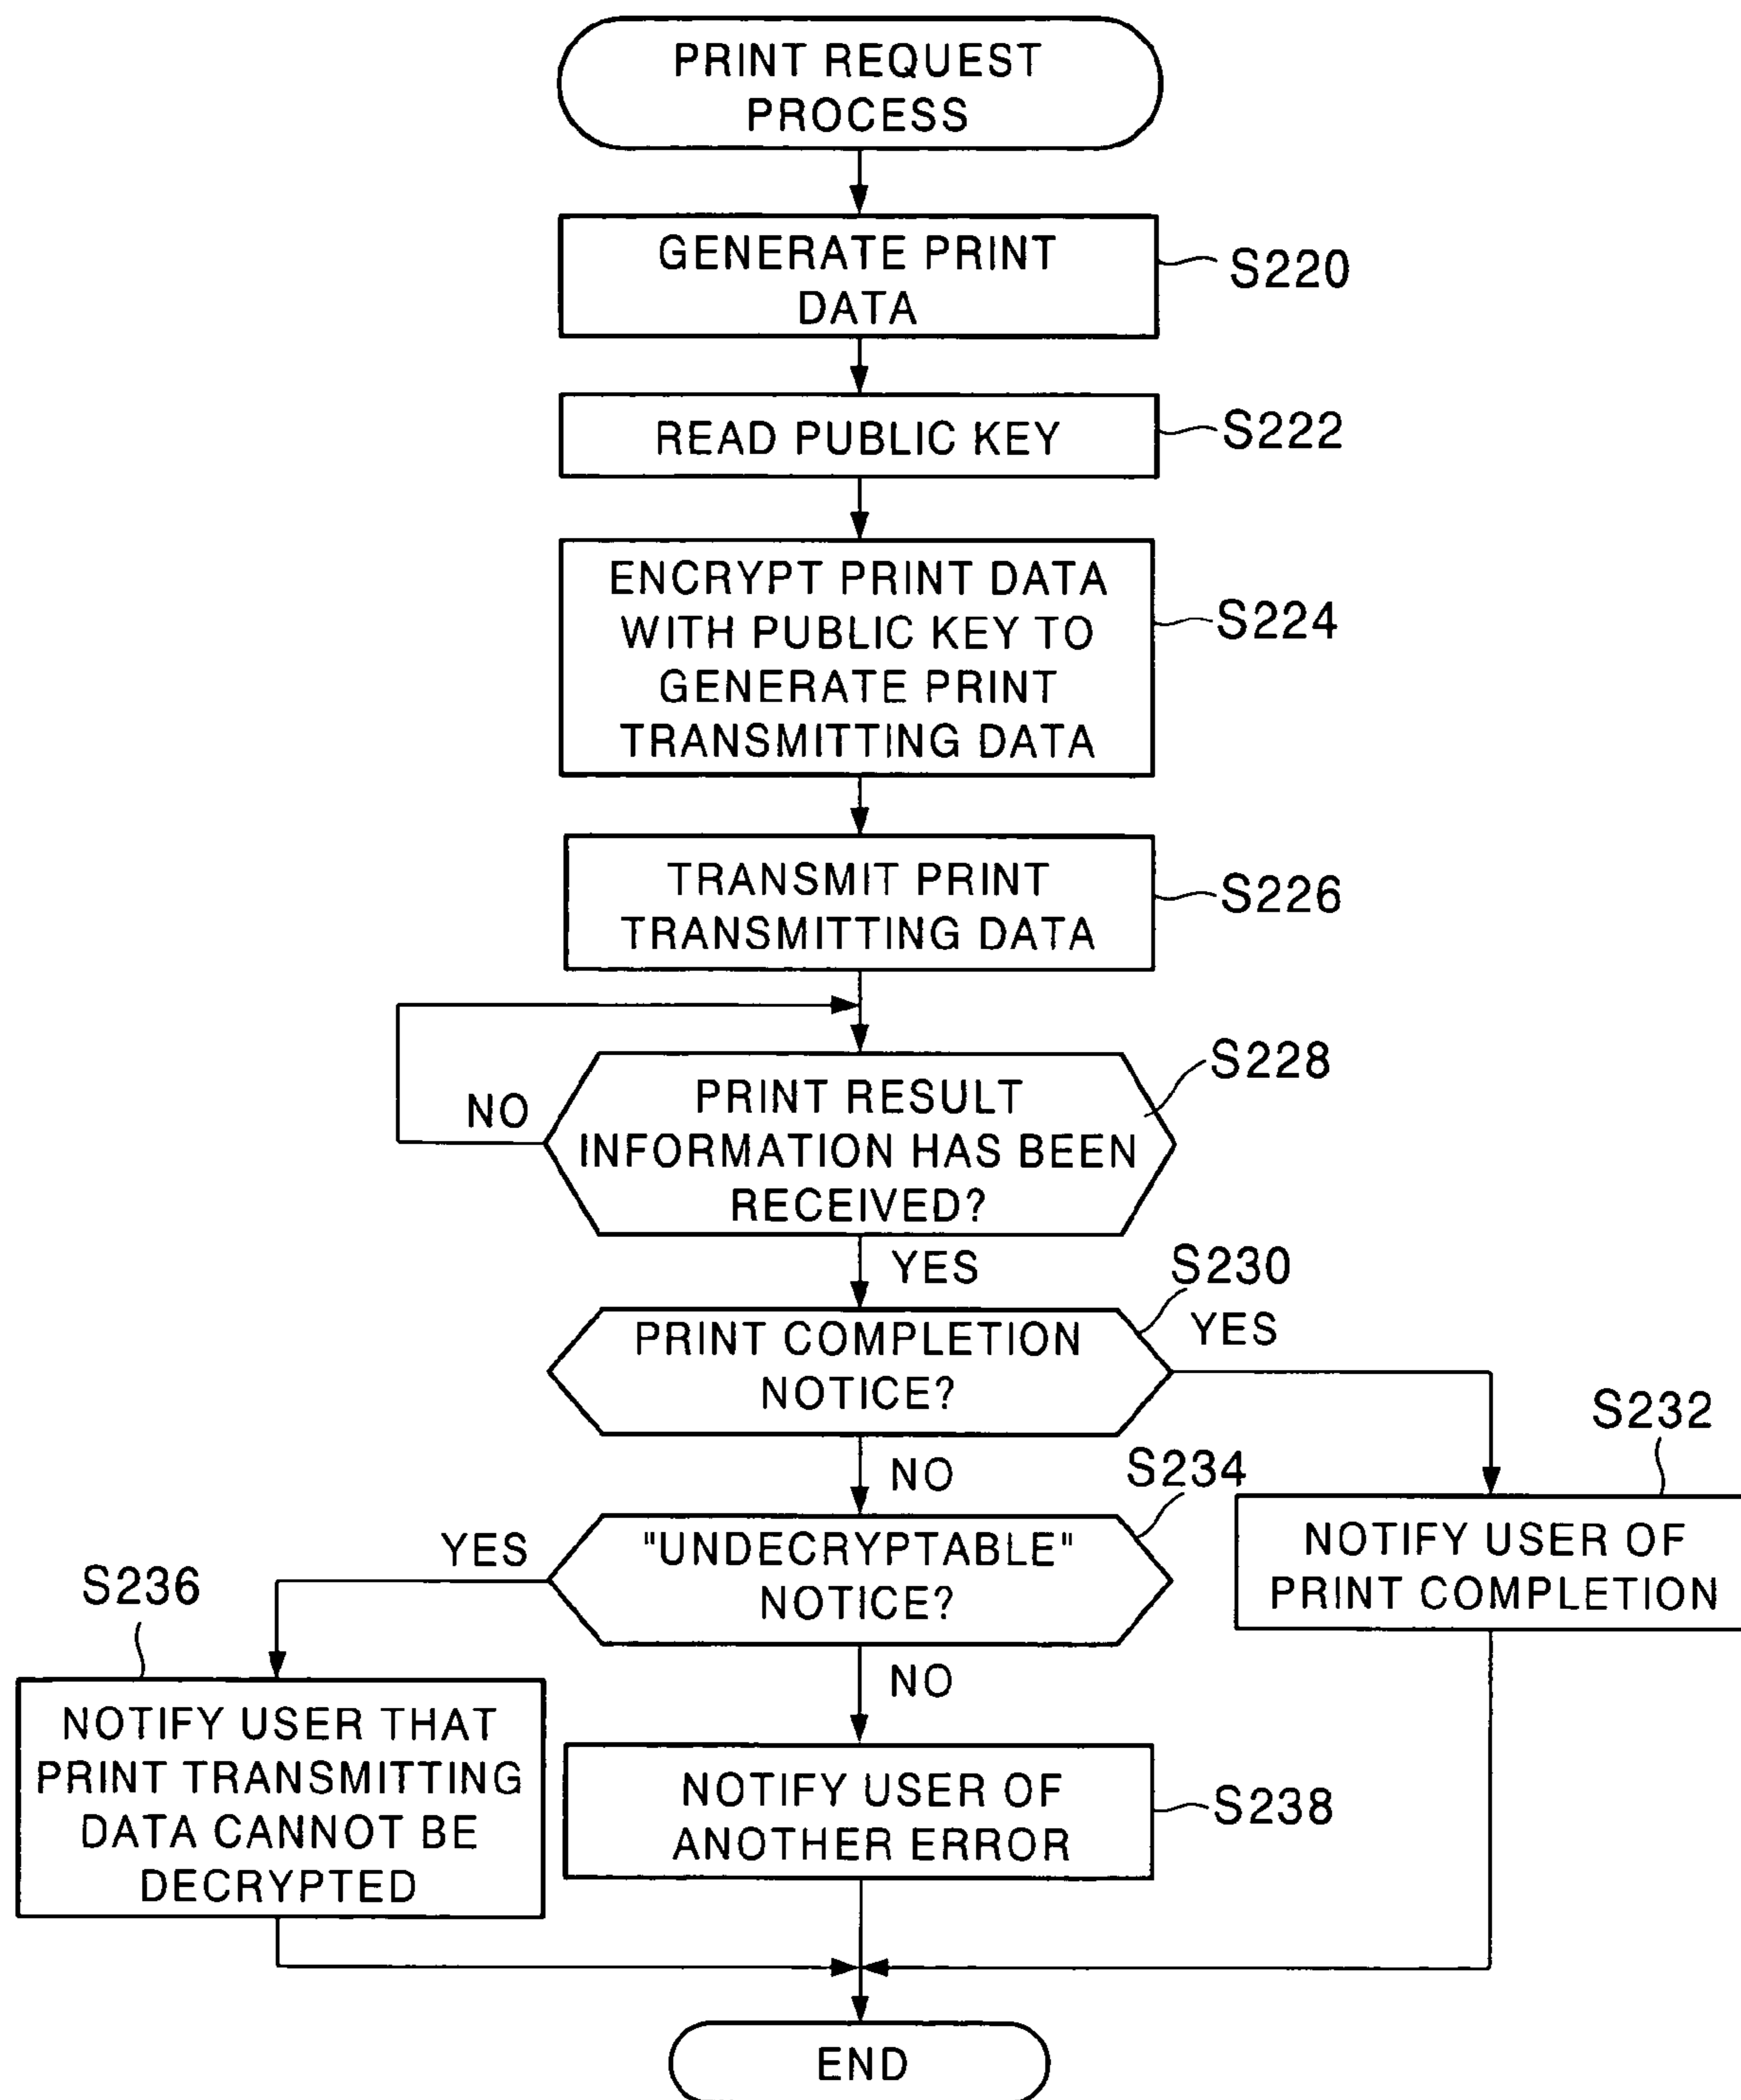 PRINT REQUEST
PROCESS
GENERATE PRINT
DATA
S220
READ PUBLIC KEY
S222
ENCRYPT PRINT DATA
WITH PUBLIC KEY TO
GENERATE PRINT
TRANSMITTING DATA
S224
TRANSMIT PRINT
TRANSMITTING DATA
S226
PRINT RESULT
INFORMATION HAS BEEN
RECEIVED?
S228
NO
YES
PRINT COMPLETION
NOTICE?
S230
YES
NO
S232
NOTIFY USER OF
PRINT COMPLETION
"UNDECRYPTABLE"
NOTICE?
S234
YES
NO
S236
NOTIFY USER THAT
PRINT TRANSMITTING
DATA CANNOT BE
DECRYPTED
NOTIFY USER OF
ANOTHER ERROR
S238
END